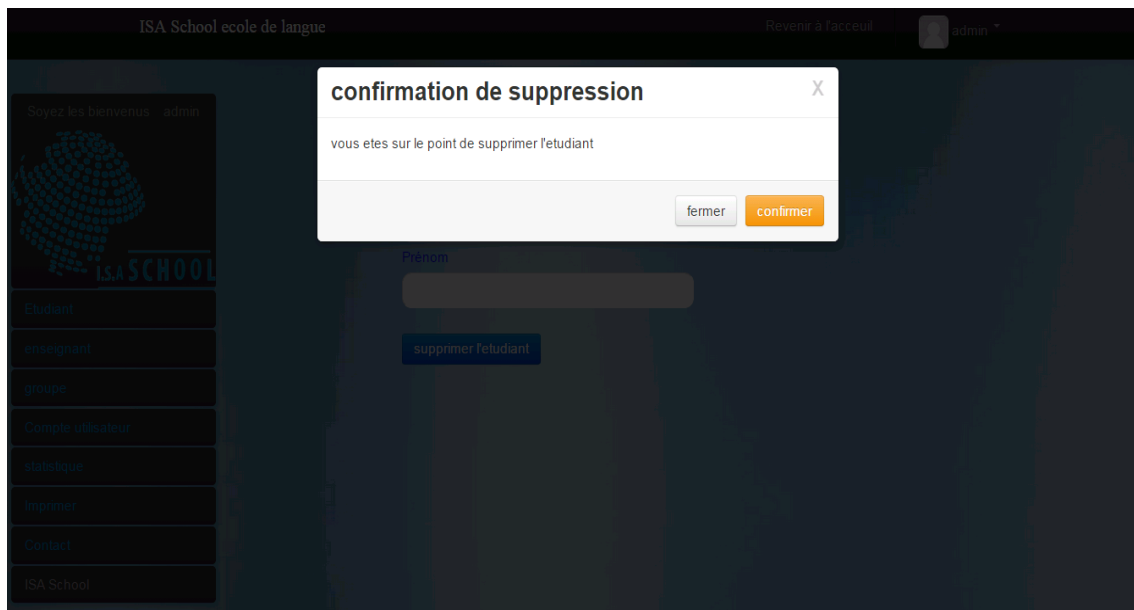 ISA School ecole de langue
Revenir à l'acceuil
admin
confirmation de suppression
X
vous etes sur le point de supprimer l'etudiant
fermer
confirmer
Soyez les bienvenus admin
I.S.A SCHOOL
Etudiant
enseignant
groupe
Compte utilisateur
statistique
Imprimer
Contact
ISA School
Prénom
supprimer l'etudiant